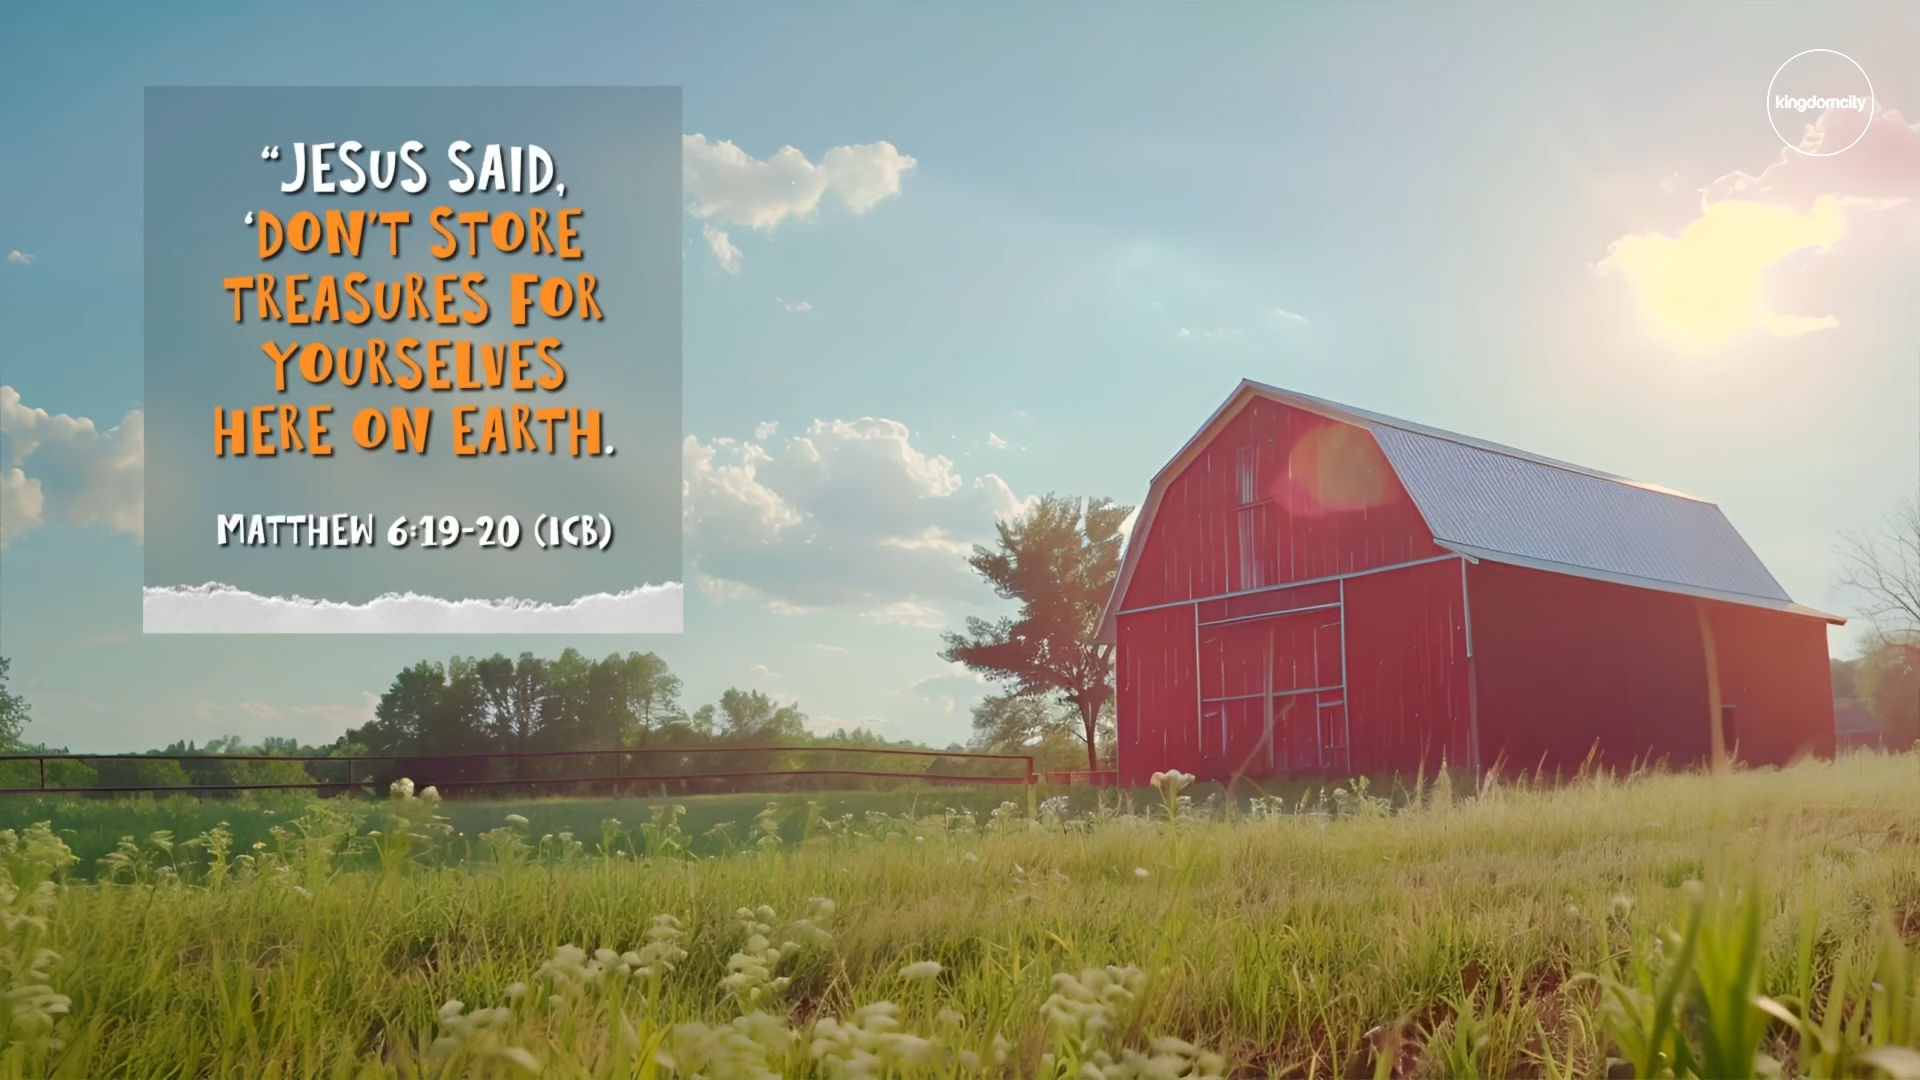 “JESUS SAID,
‘DON'T STORE
TREASURES FOR
YOURSELVES
HERE ON EARTH.
MATTHEW 6:19-20 (ICB)
kingdomcity